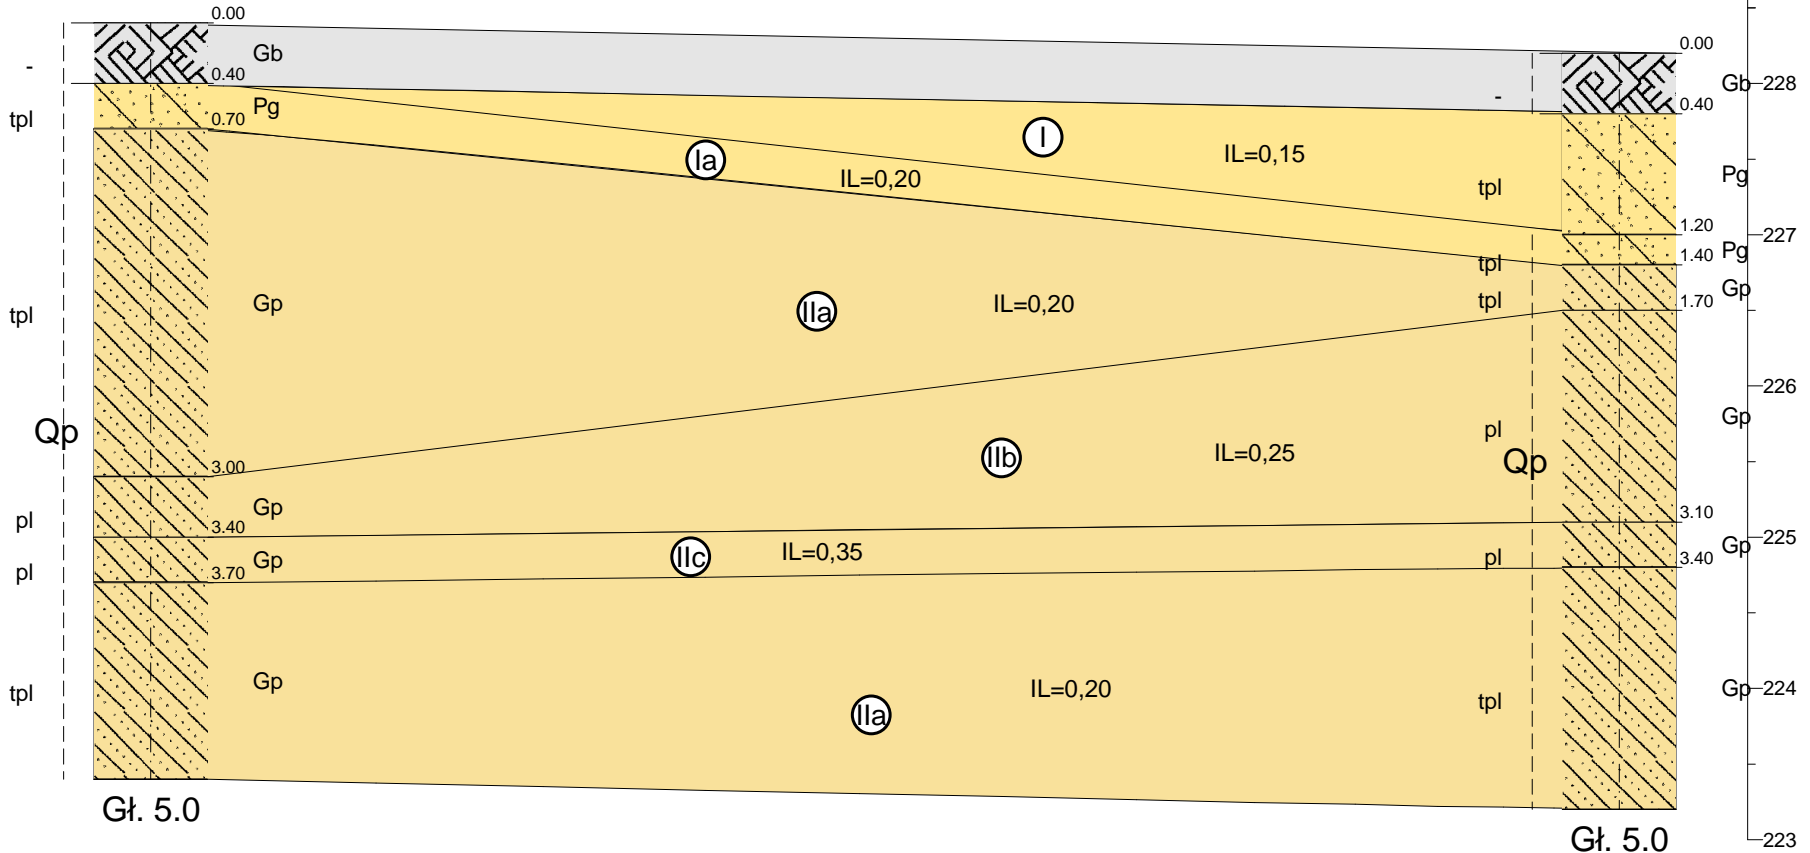 0.00
Gb
0.00
-
0.40
-
Gb
228
Pg
0.40
tpl
0.70
I
IL=0,15
Ia
IL=0,20
tpl
Pg
1.20
227
Pg
1.40
tpl
Gp
tpl
Gp
IIa
IL=0,20
tpl
1.70
226
Gp
Qp
pl
IIb
IL=0,25
Qp
3.00
Gp
3.10
pl
3.40
225
Gp
IL=0,35
IIc
Gp
pl
3.40
pl
3.70
Gp
IL=0,20
Gp
224
tpl
tpl
IIa
Gł. 5.0
Gł. 5.0
223